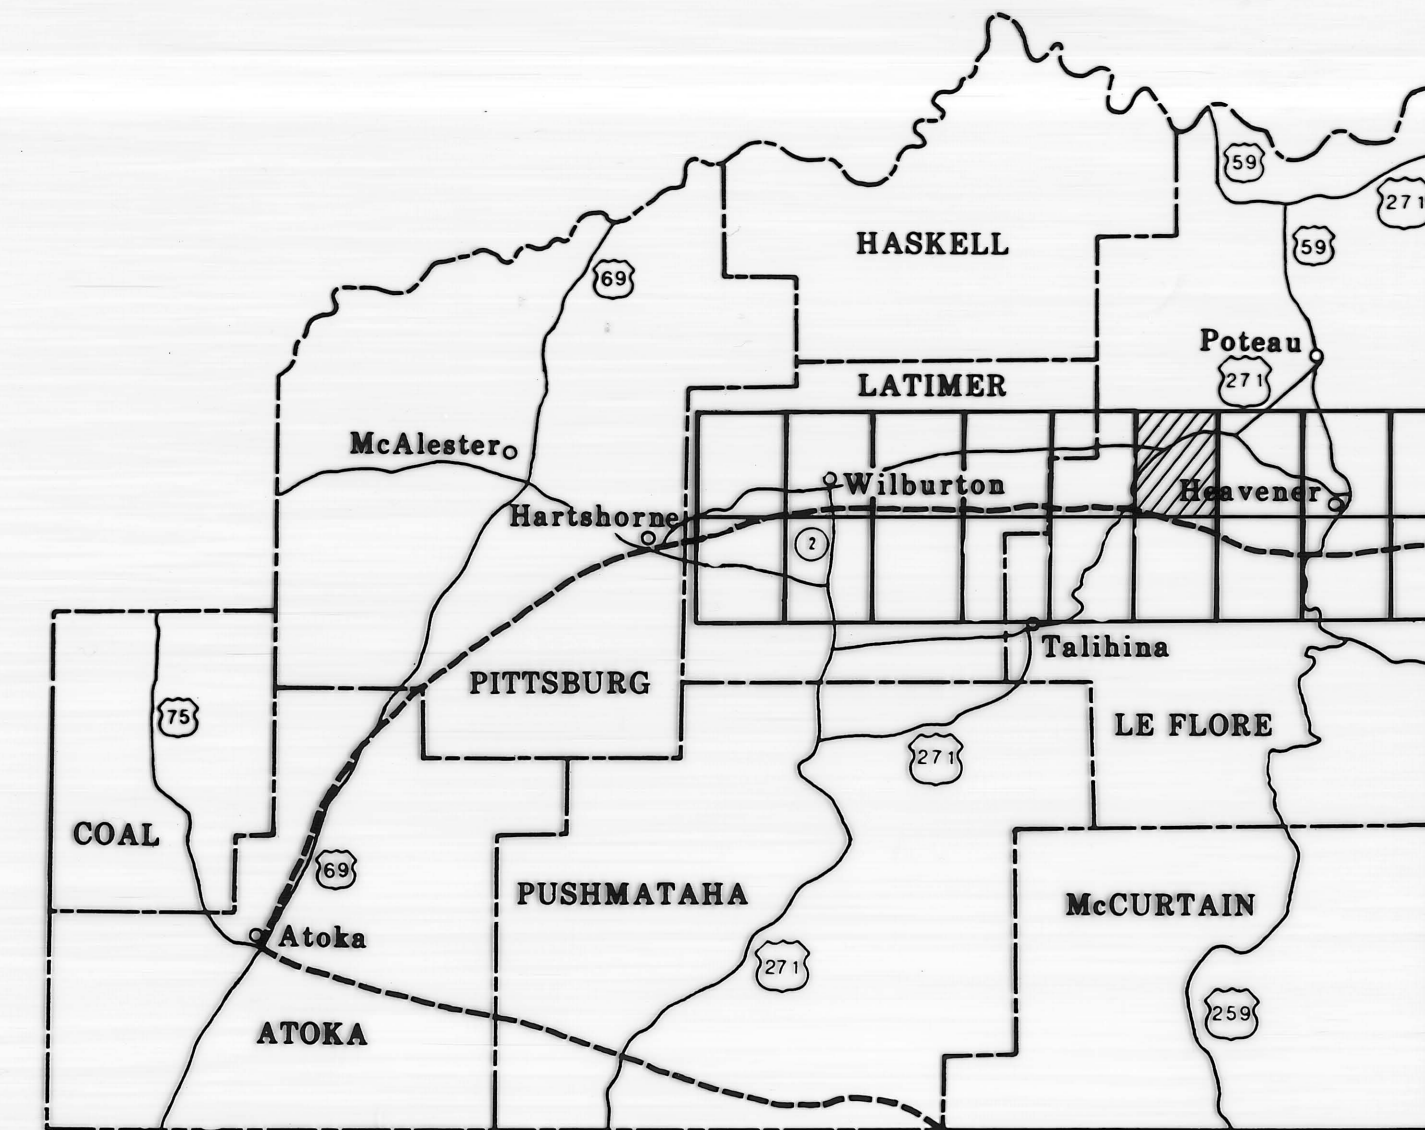 59
271
HASKELL
59
69
Poteau
271
LATIMER
McAlester
Wilburton
Heavener
Hartshorne
2
Talihina
PITTSBURG
75
LE FLORE
271
COAL
69
PUSHMATAHA
McCURTAIN
Atoka
271
259
ATOKA